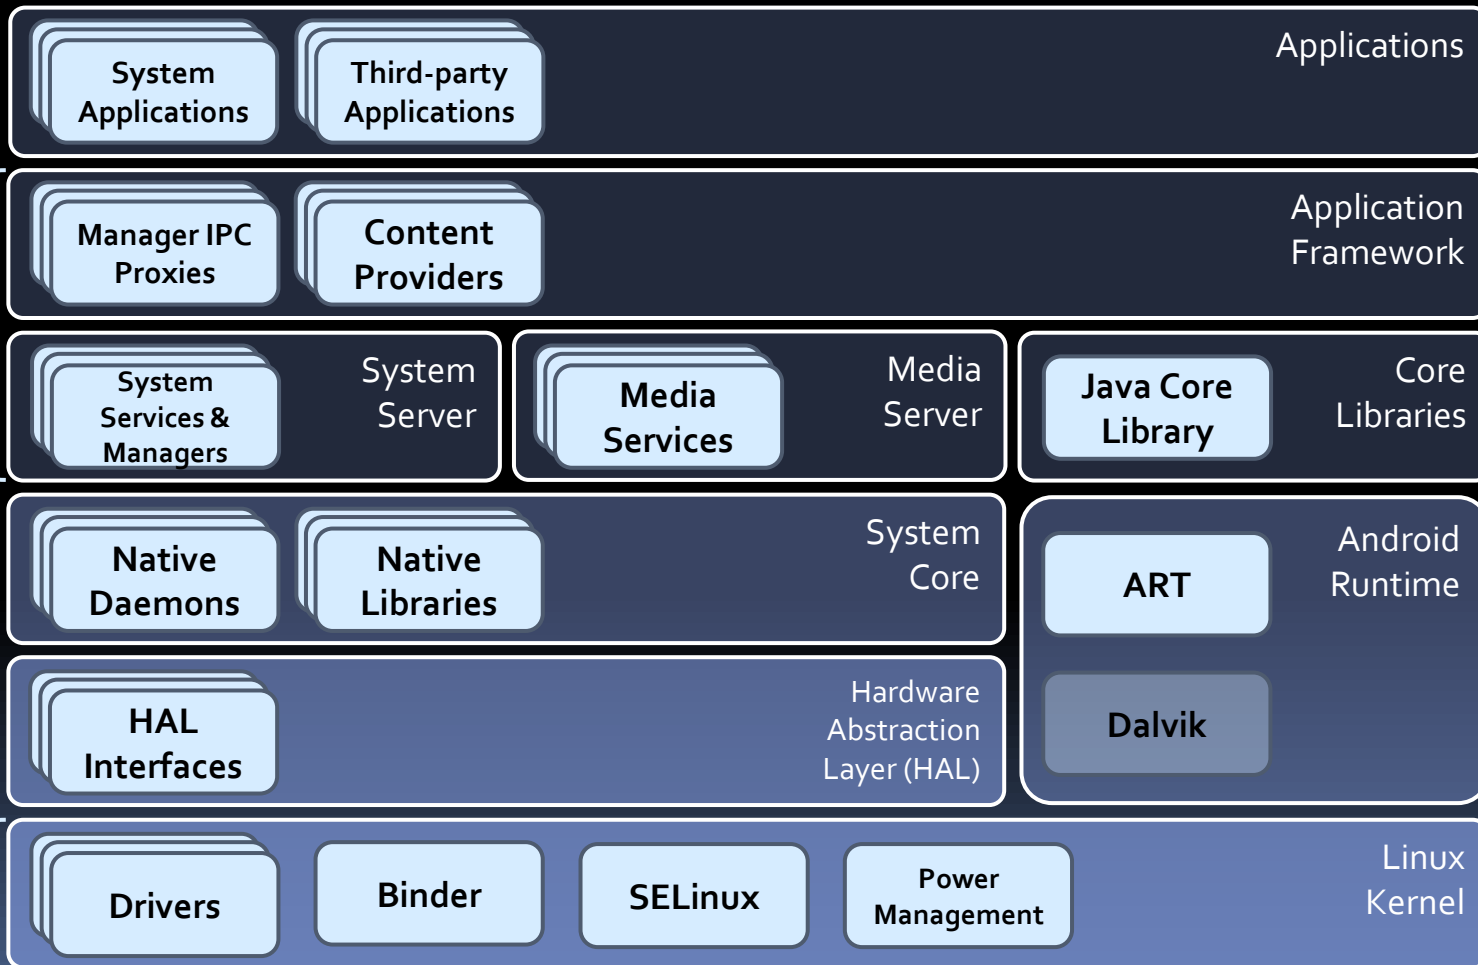 System
Applications
Third-party
Applications
Applications
Manager IPC
Proxies
Content
Providers
Application
Framework
System
Services &
Managers
System
Server
Media
Services
Media
Server
Java Core
Library
Core
Libraries
Native
Daemons
Native
Libraries
System
Core
ART
Android
Runtime
HAL
Interfaces
Hardware
Abstraction
Layer (HAL)
Dalvik
Drivers
Binder
SELinux
Power
Management
Linux
Kernel